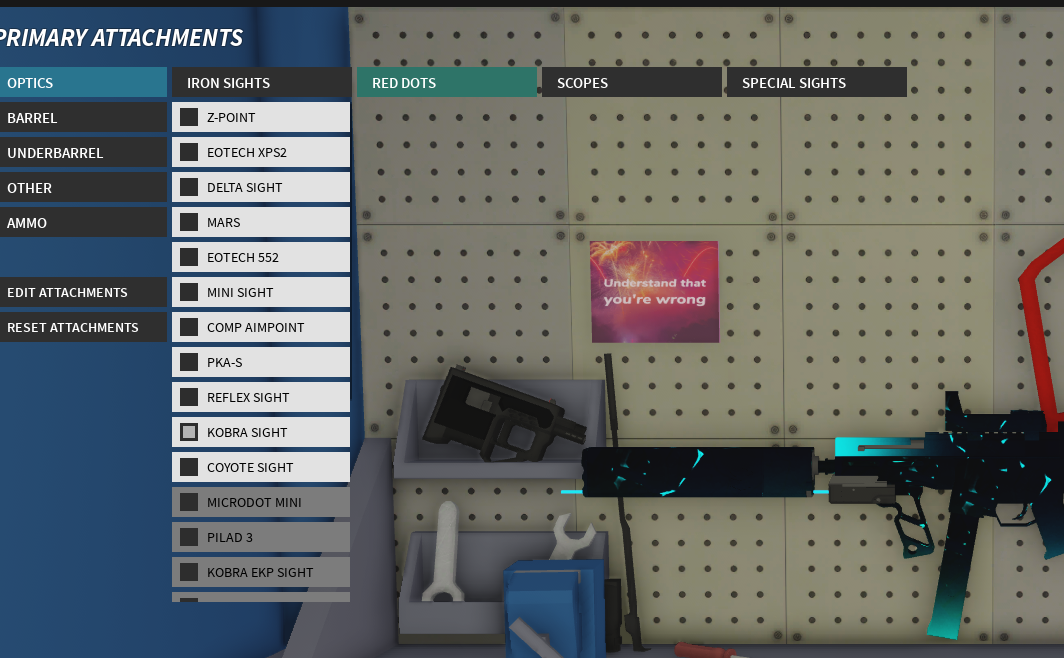 PRIMARY ATTACHMENTS
OPTICS
BARREL
UNDERBARREL
OTHER
AMMO
EDIT ATTACHMENTS
RESET ATTACHMENTS
IRON SIGHTS
RED DOTS
SCOPES
SPECIAL SIGHTS
Z-POINT
EOTECH XPS2
DELTA SIGHT
MARS
EOTECH 552
MINI SIGHT
COMP AIMPOINT
PKA-S
REFLEX SIGHT
KOBRA SIGHT
COYOTE SIGHT
MICRODOT MINI
PILAD 3
KOBRA EKP SIGHT
Understand that
you're wrong